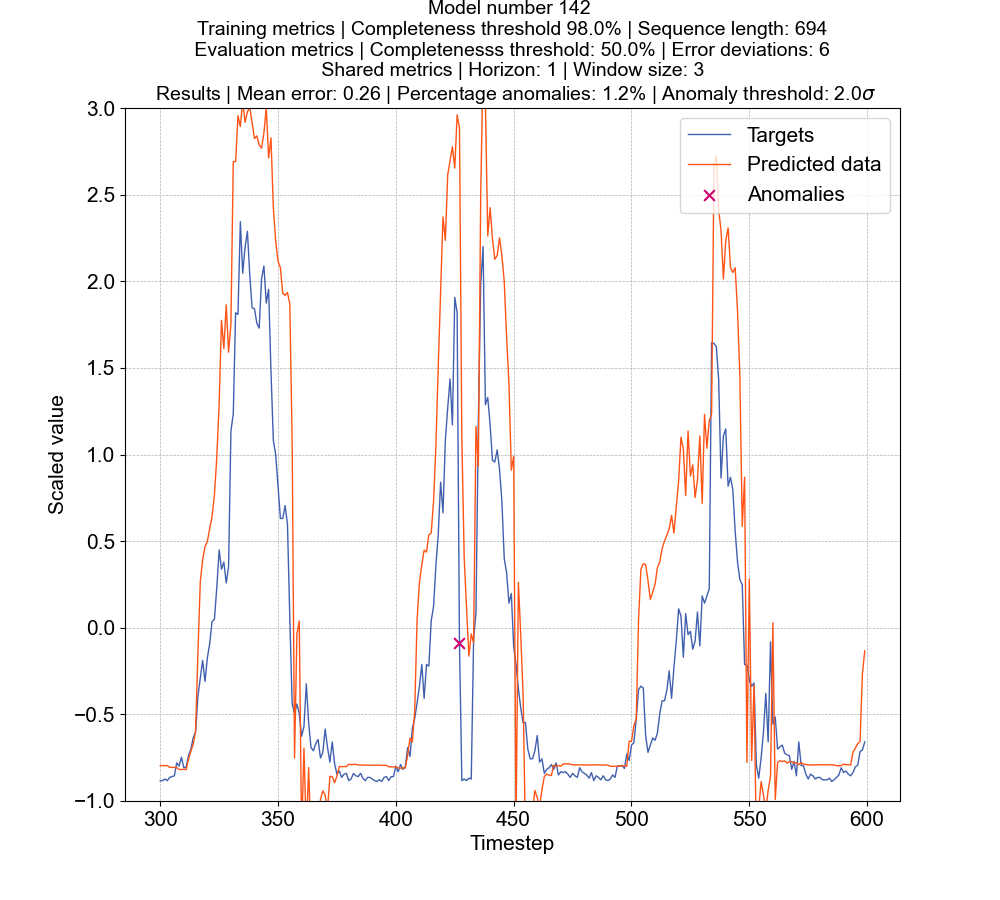 Model number 142
Training metrics | Completeness threshold 98.0% | Sequence length: 694
Evaluation metrics | Completenesss threshold: 50.0% | Error deviations: 6
Shared metrics | Horizon: 1 | Window size: 3
Results | Mean error: 0.26 | Percentage anomalies: 1.2% | Anomaly threshold: 2.0σ
Targets
Predicted data
Anomalies
Scaled value
3.0
2.5
2.0
1.5
1.0
0.5
0.0
−0.5
−1.0
300 350 400 450 500 550 600
Timestep